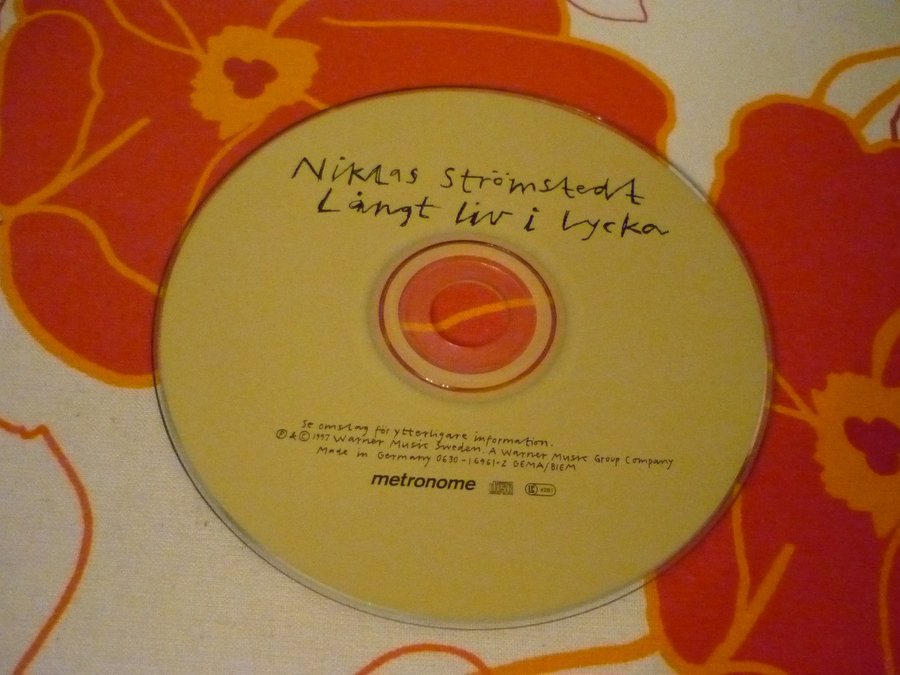 Niklas Strömstedt
Långt liv i lycka
Se omslag för ytterligare information.
℗ & © 1997 Warner Music Sweden. A Warner Music Group Company
Made in Germany 0630-16961-2 GEMA/BIEM
metronome